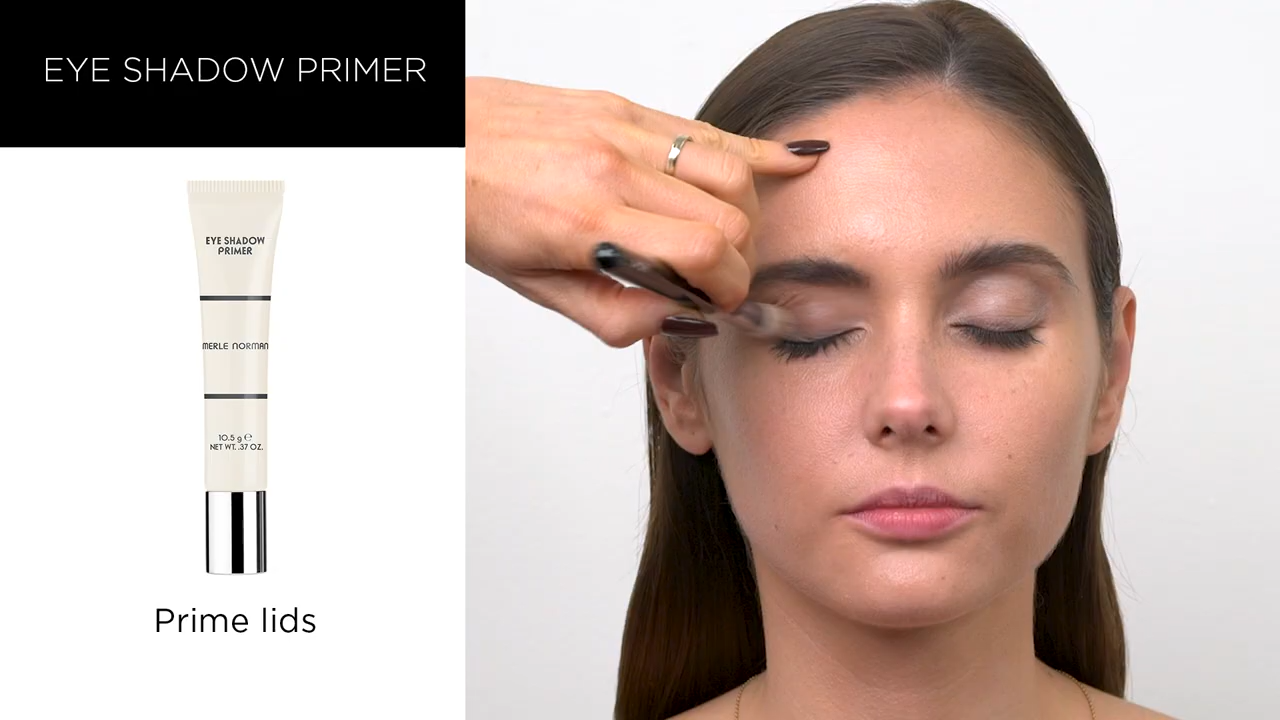 EYE SHADOW PRIMER
EYE SHADOW
PRIMER
MERLE NORMAN
10.5 g ℮
NET WT. .37 OZ.
Prime lids